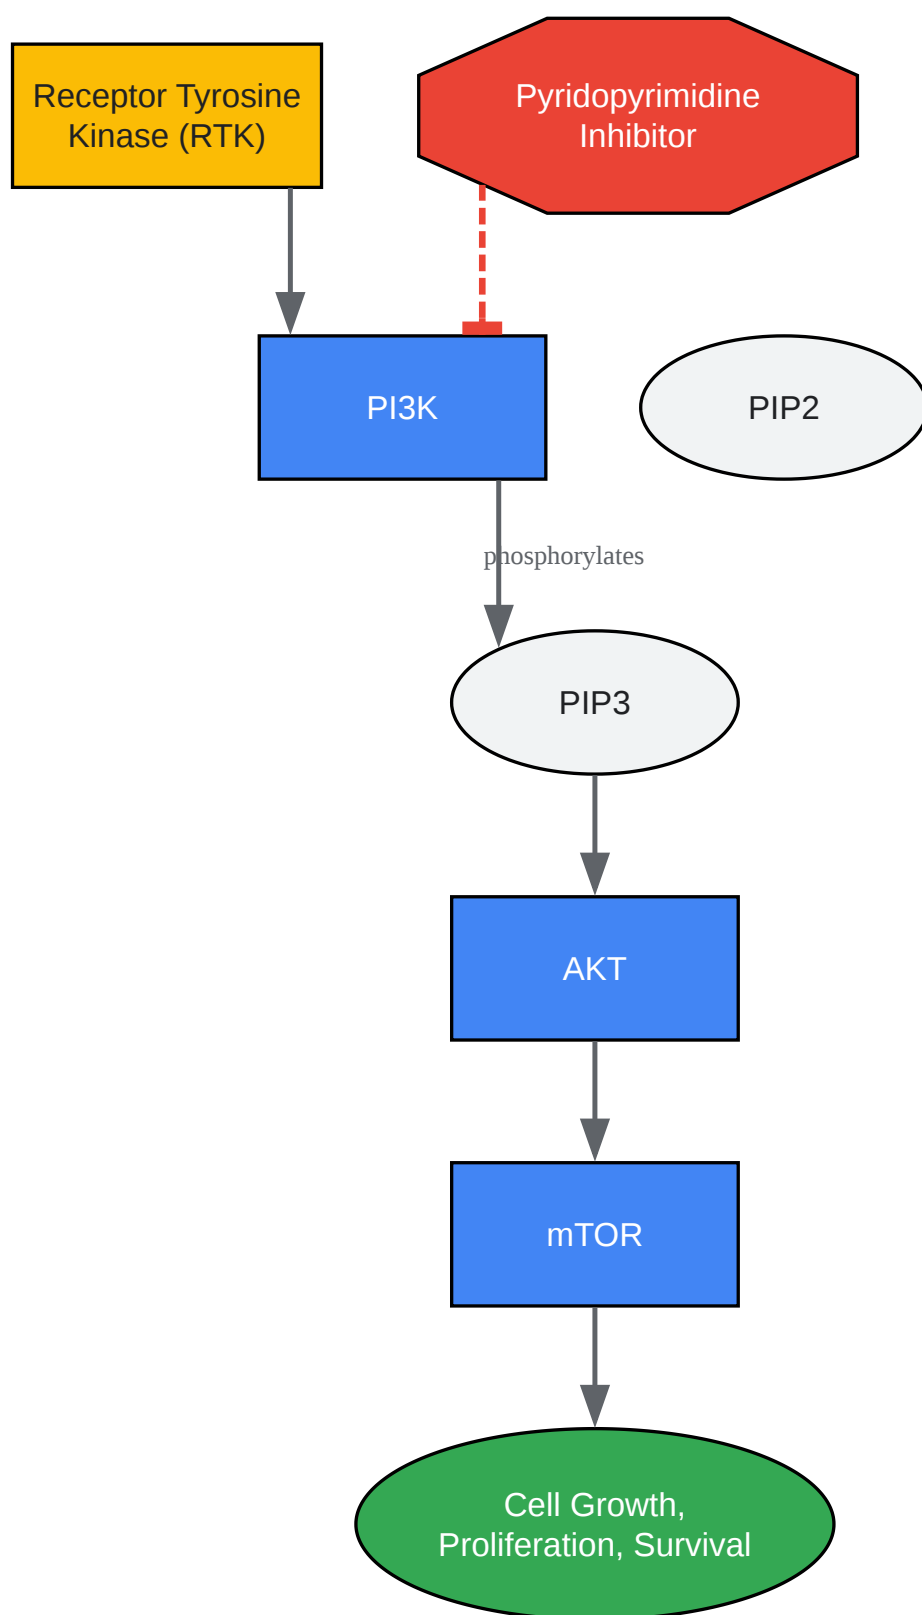 Receptor Tyrosine
Kinase (RTK)
Pyridopyrimidine
Inhibitor
PI3K
PIP2
phosphorylates
PIP3
AKT
mTOR
Cell Growth,
Proliferation, Survival